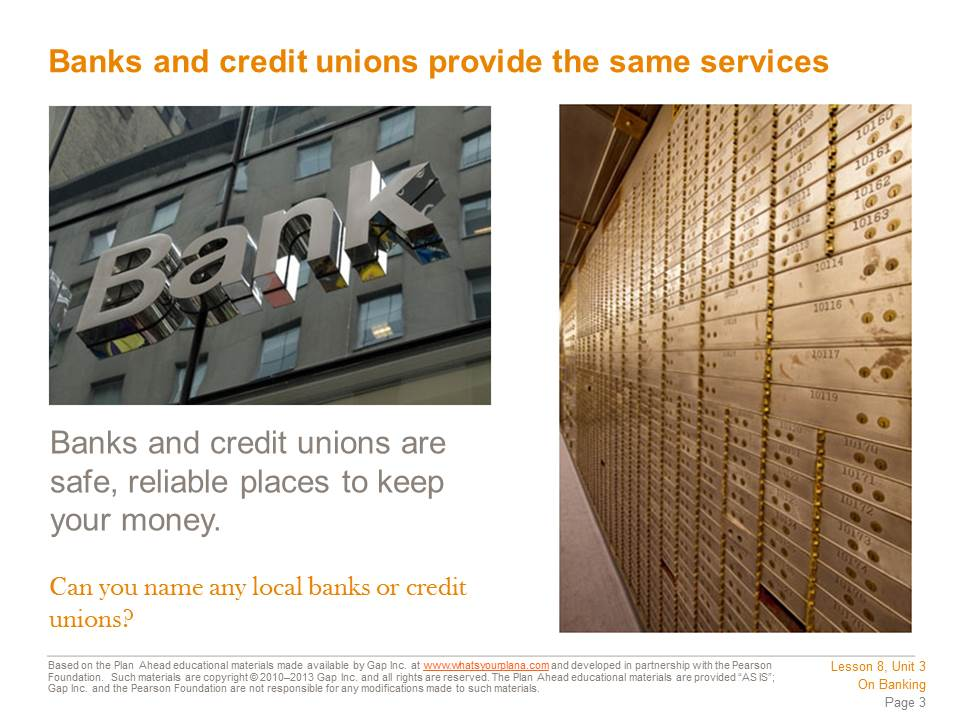 Banks and credit unions provide the same services
Bank
10160
10161
10162
10163
10114
10116
10117
10119
10170
10171
10172
10173
Banks and credit unions are
safe, reliable places to keep
your money.
Can you name any local banks or credit
unions?
Based on the Plan Ahead educational materials made available by Gap Inc. at www.whatsyourplana.com and developed in partnership with the Pearson
Foundation. Such materials are copyright © 2010–2013 Gap Inc. and all rights are reserved. The Plan Ahead educational materials are provided “AS IS”;
Gap Inc. and the Pearson Foundation are not responsible for any modifications made to such materials.
Lesson 8, Unit 3
On Banking
Page 3